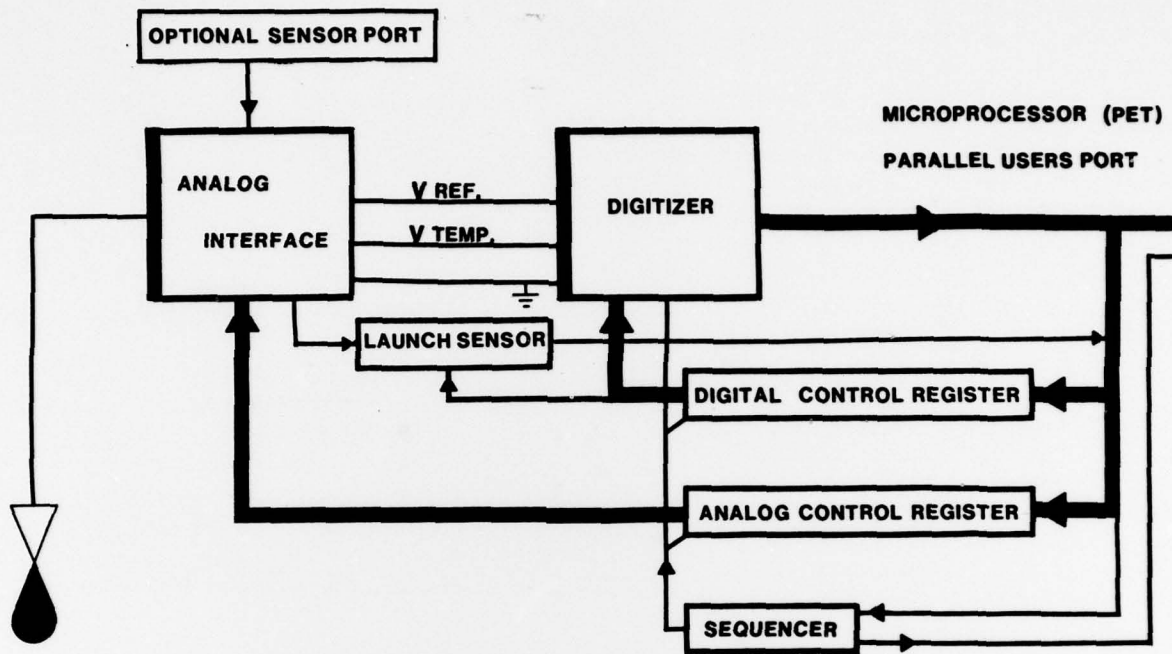 OPTIONAL SENSOR PORT
MICROPROCESSOR (PET)
PARALLEL USERS PORT
ANALOG
INTERFACE
V REF.
V TEMP.
DIGITIZER
LAUNCH SENSOR
DIGITAL CONTROL REGISTER
ANALOG CONTROL REGISTER
SEQUENCER